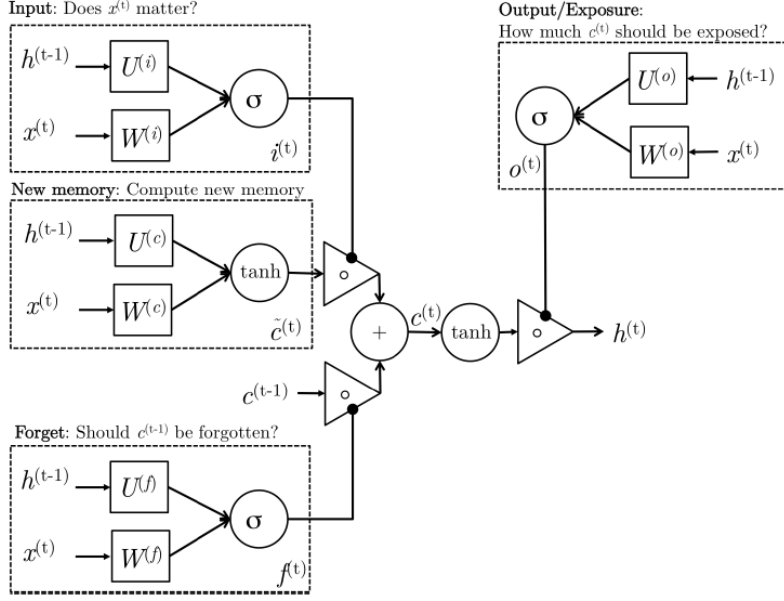 Input: Does x⁽ᵗ⁾ matter?
h⁽ᵗ⁻¹⁾ U⁽ⁱ⁾
σ
x⁽ᵗ⁾ W⁽ⁱ⁾
i⁽ᵗ⁾
Output/Exposure:
How much c⁽ᵗ⁾ should be exposed?
U⁽ᵒ⁾ h⁽ᵗ⁻¹⁾
σ
W⁽ᵒ⁾ x⁽ᵗ⁾
o⁽ᵗ⁾
New memory: Compute new memory
h⁽ᵗ⁻¹⁾ U⁽ᶜ⁾
tanh
x⁽ᵗ⁾ W⁽ᶜ⁾
c̃⁽ᵗ⁾
∘
+ c⁽ᵗ⁾ tanh ∘ h⁽ᵗ⁾
c⁽ᵗ⁻¹⁾ ∘
Forget: Should c⁽ᵗ⁻¹⁾ be forgotten?
h⁽ᵗ⁻¹⁾ U⁽ᶠ⁾
σ
x⁽ᵗ⁾ W⁽ᶠ⁾
f⁽ᵗ⁾